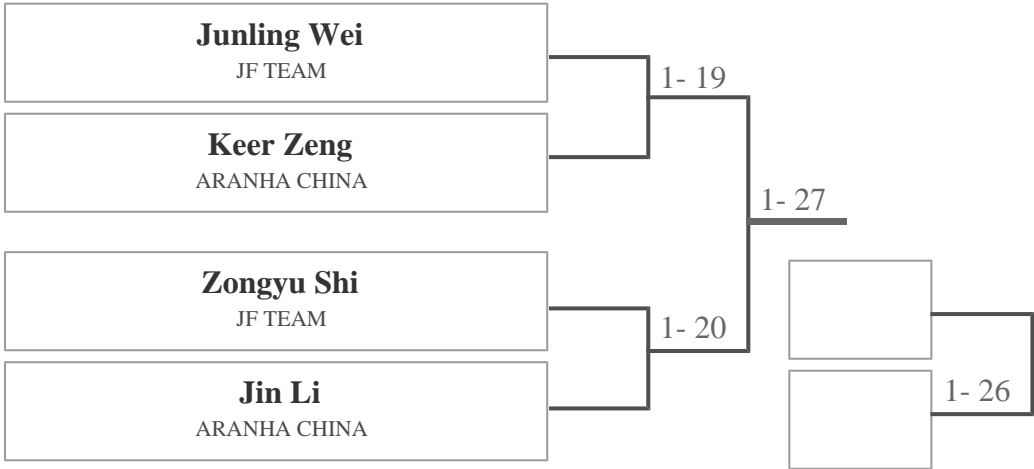 Junling Wei
JF TEAM
1- 19
Keer Zeng
ARANHA CHINA
1- 27
Zongyu Shi
JF TEAM
1- 20
Jin Li
ARANHA CHINA
1- 26